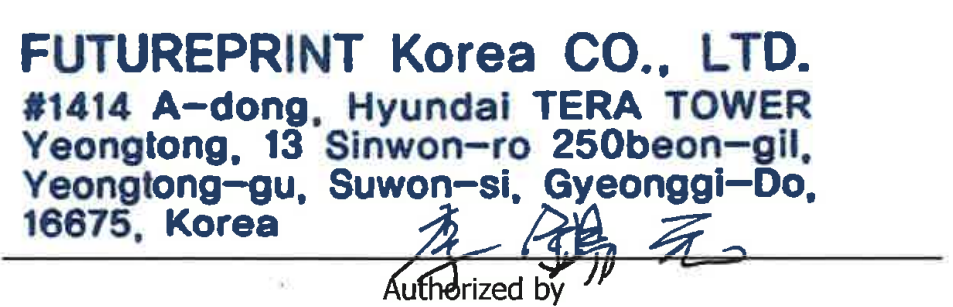 FUTUREPRINT Korea CO., LTD.
#1414 A-dong, Hyundai TERA TOWER
Yeongtong, 13 Sinwon-ro 250beon-gil,
Yeongtong-gu, Suwon-si, Gyeonggi-Do,
16675, Korea
Authorized by